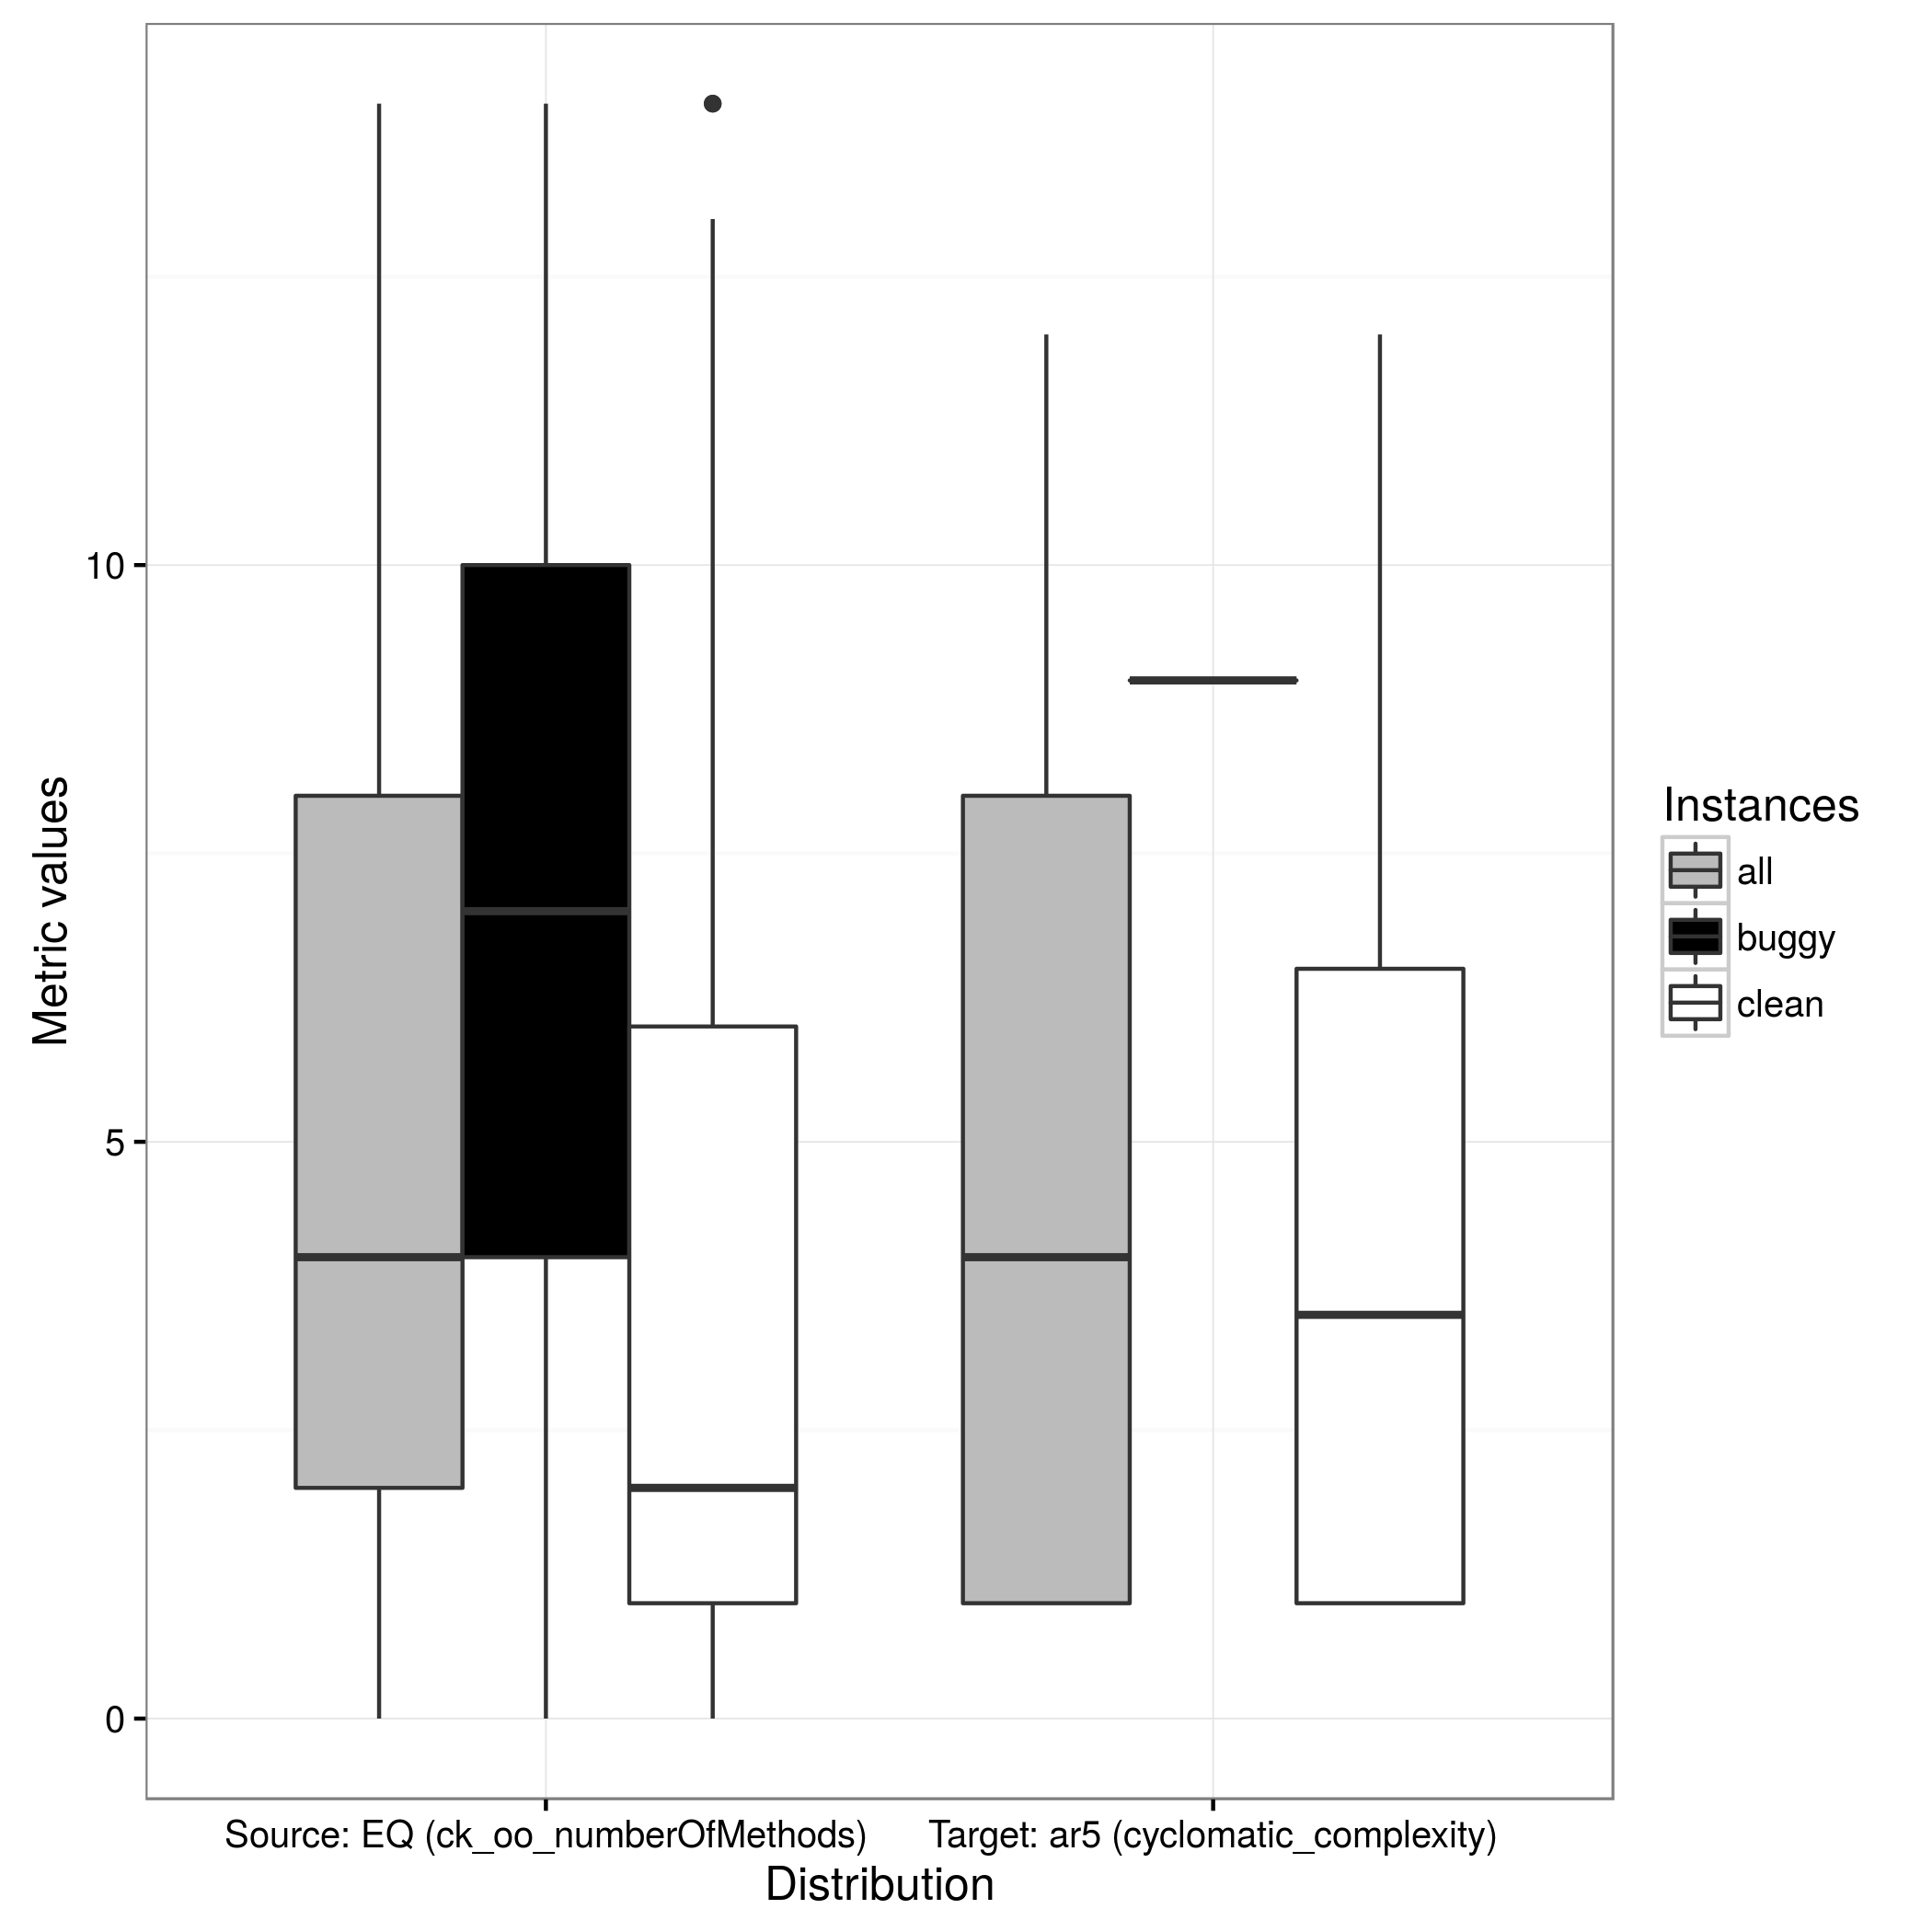 Metric values
10
5
0
Source: EQ (ck_oo_numberOfMethods)
Target: ar5 (cyclomatic_complexity)
Distribution
Instances
all
buggy
clean